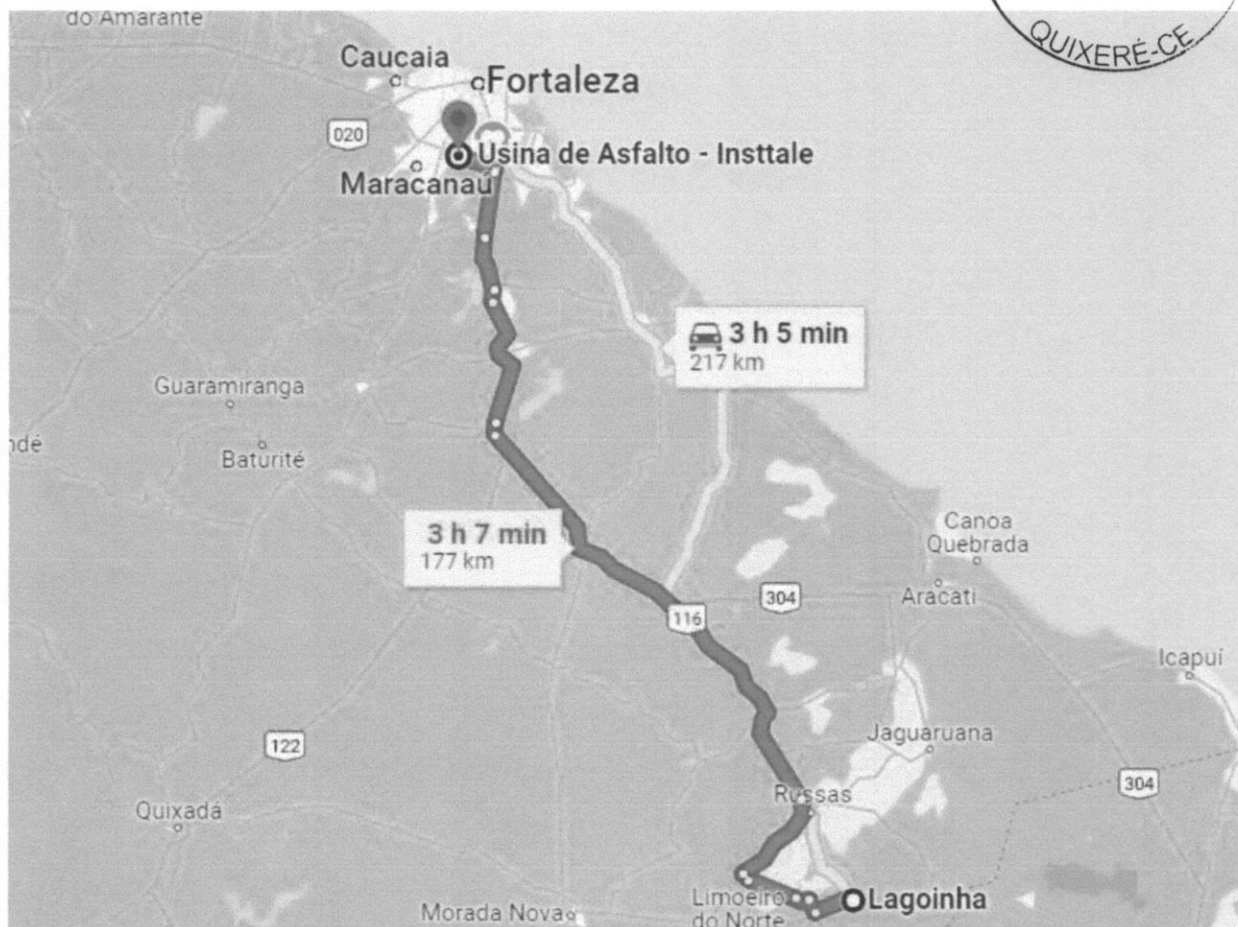 do Amarante
QUIXERÉ-CE
Caucaia
Fortaleza
020
Usina de Asfalto - Insttale
Maracanaú
3 h 5 min
217 km
Guaramiranga
ndé
Baturité
3 h 7 min
177 km
Canoa
Quebrada
304
Aracati
116
Icapuí
122
Jaguaruana
304
Russas
Quixadá
Limoeiro
do Norte
Lagoinha
Morada Nova